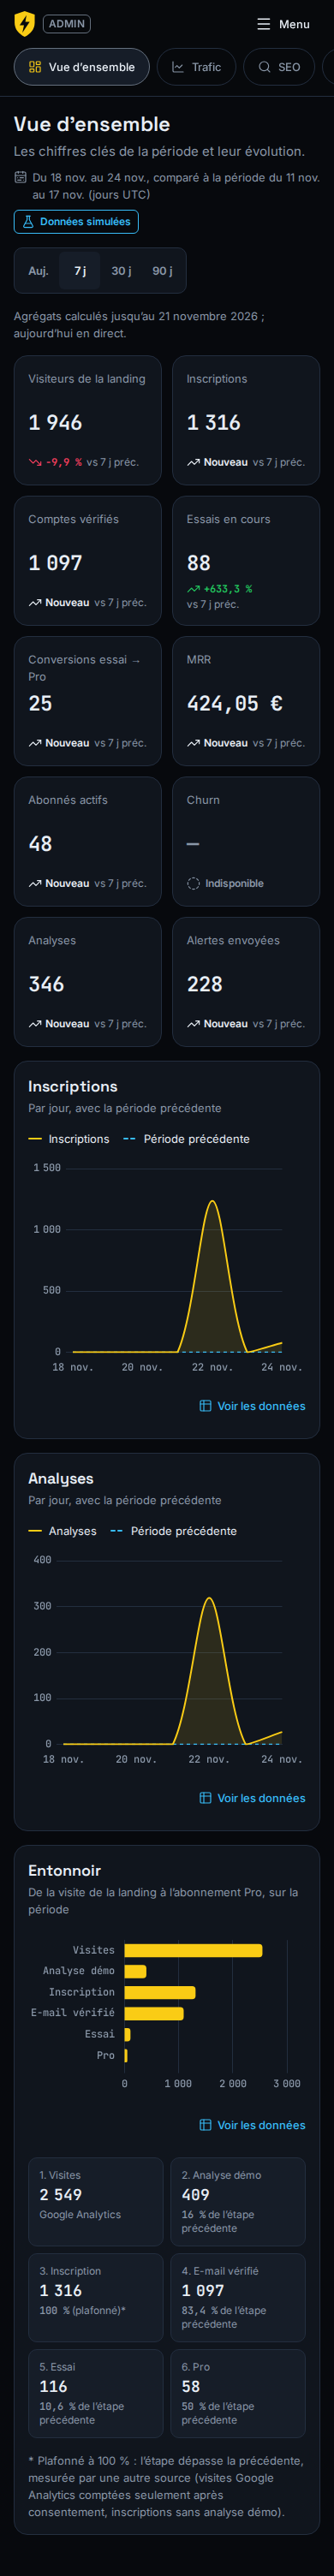 ADMIN
Menu
Vue d'ensemble
Trafic
SEO
Vue d'ensemble
Les chiffres clés de la période et leur évolution.
Du 18 nov. au 24 nov., comparé à la période du 11 nov.
au 17 nov. (jours UTC)
Données simulées
Auj. 7 j 30 j 90 j
Agrégats calculés jusqu'au 21 novembre 2026 ;
aujourd'hui en direct.
Visiteurs de la landing
1 946
-9,9 % vs 7 j préc.
Inscriptions
1 316
Nouveau vs 7 j préc.
Comptes vérifiés
1 097
Nouveau vs 7 j préc.
Essais en cours
88
+633,3 %
vs 7 j préc.
Conversions essai →
Pro
25
Nouveau vs 7 j préc.
MRR
424,05 €
Nouveau vs 7 j préc.
Abonnés actifs
48
Nouveau vs 7 j préc.
Churn
—
Indisponible
Analyses
346
Nouveau vs 7 j préc.
Alertes envoyées
228
Nouveau vs 7 j préc.
Inscriptions
Par jour, avec la période précédente
Inscriptions Période précédente
1 500
1 000
500
0
18 nov. 20 nov. 22 nov. 24 nov.
Voir les données
Analyses
Par jour, avec la période précédente
Analyses Période précédente
400
300
200
100
0
18 nov. 20 nov. 22 nov. 24 nov.
Voir les données
Entonnoir
De la visite de la landing à l'abonnement Pro, sur la
période
Visites
Analyse démo
Inscription
E-mail vérifié
Essai
Pro
0 1 000 2 000 3 000
Voir les données
1. Visites
2 549
Google Analytics
2. Analyse démo
409
16 % de l'étape
précédente
3. Inscription
1 316
100 % (plafonné)*
4. E-mail vérifié
1 097
83,4 % de l'étape
précédente
5. Essai
116
10,6 % de l'étape
précédente
6. Pro
58
50 % de l'étape
précédente
* Plafonné à 100 % : l'étape dépasse la précédente,
mesurée par une autre source (visites Google
Analytics comptées seulement après
consentement, inscriptions sans analyse démo).